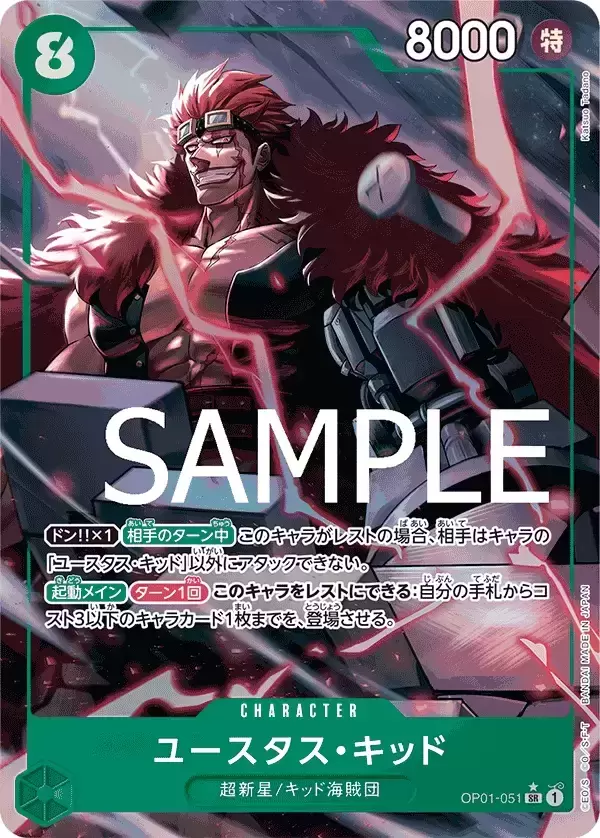 8
8000
特
Katsuo Tadano
SAMPLE
ドン!!×1 相手のターン中 このキャラがレストの場合、相手はキャラの
「ユースタス・キッド」以外にアタックできない。
起動メイン ターン1回 このキャラをレストにできる:自分の手札からコ
スト3以下のキャラカード1枚までを、登場させる。
CHARACTER
ユースタス・キッド
超新星/キッド海賊団
OP01-051 SR 1
©E.O/S. ©O/S・F・T BANDAI MADE IN JAPAN